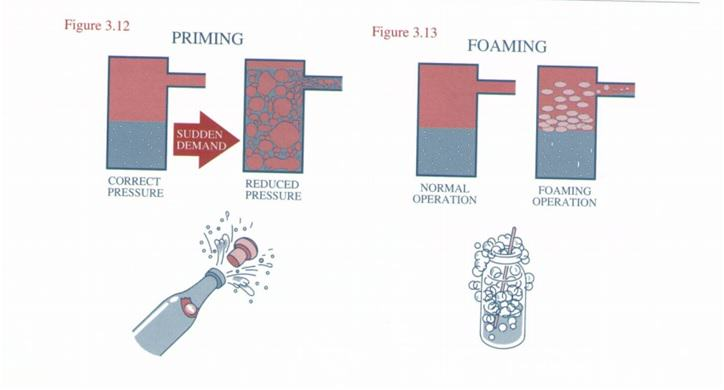 Figure 3.12
PRIMING
SUDDEN
DEMAND
CORRECT
PRESSURE
REDUCED
PRESSURE
Figure 3.13
FOAMING
NORMAL
OPERATION
FOAMING
OPERATION